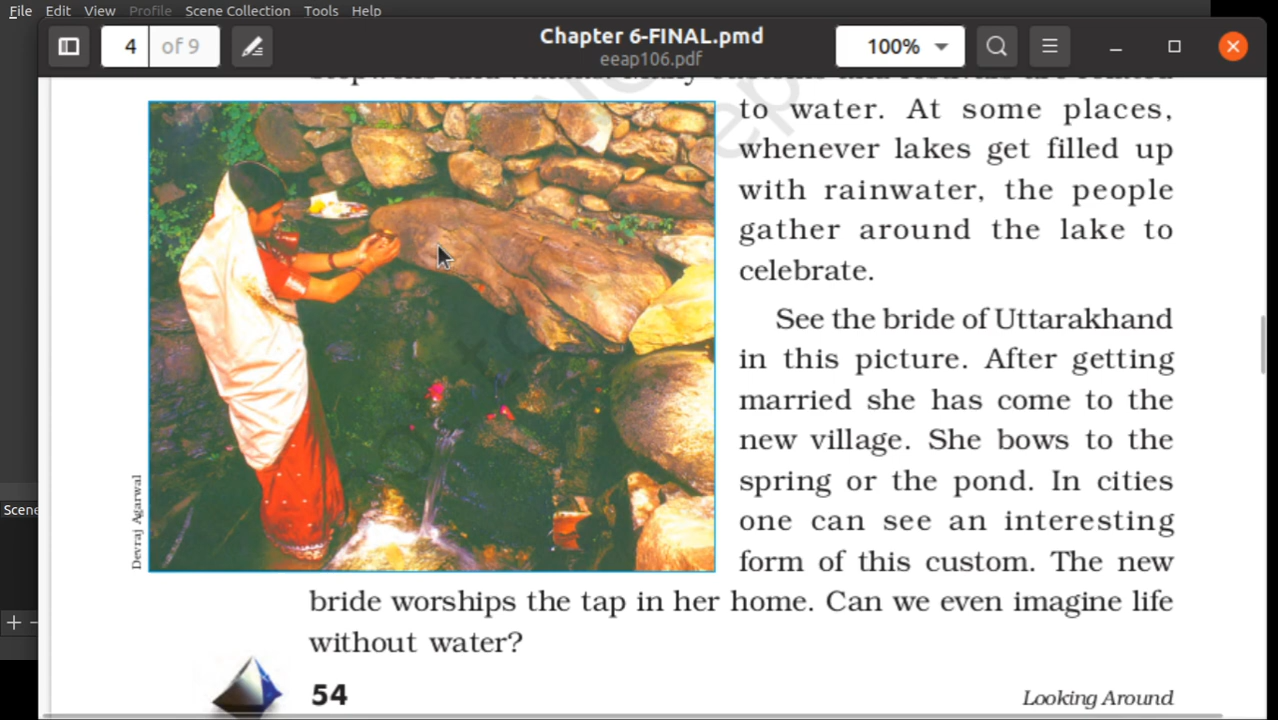 File Edit View Profile Scene Collection Tools Help
4 of 9
Chapter 6-FINAL.pmd
eeap106.pdf
100%
to water. At some places,
whenever lakes get filled up
with rainwater, the people
gather around the lake to
celebrate.
See the bride of Uttarakhand
in this picture. After getting
married she has come to the
new village. She bows to the
spring or the pond. In cities
one can see an interesting
form of this custom. The new
bride worships the tap in her home. Can we even imagine life
without water?
Devraj Agarwal
Scene
54
Looking Around